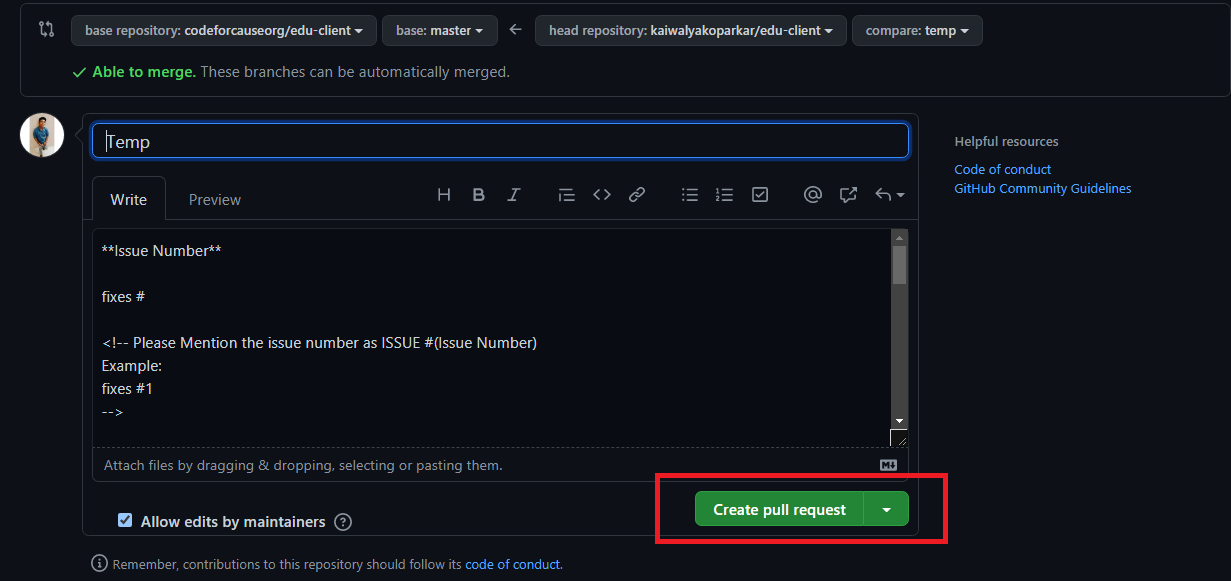 base repository: codeforcauseorg/edu-client base: master head repository: kaiwalyakoparkar/edu-client compare: temp
Able to merge. These branches can be automatically merged.
Temp
Helpful resources
Code of conduct
GitHub Community Guidelines
Write Preview
**Issue Number**
fixes #
<!-- Please Mention the issue number as ISSUE #(Issue Number)
Example:
fixes #1
-->
Attach files by dragging & dropping, selecting or pasting them.
Create pull request
Allow edits by maintainers
Remember, contributions to this repository should follow its code of conduct.